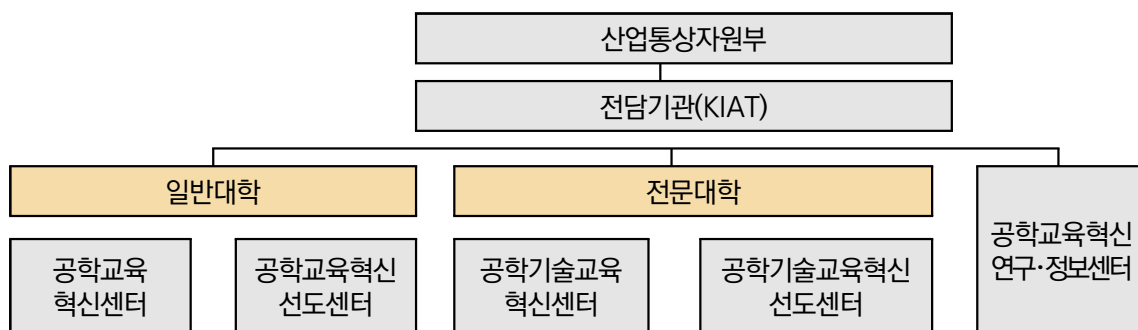 산업통상자원부
전담기관(KIAT)
일반대학
전문대학
공학교육혁신
연구·정보센터
공학교육
혁신센터
공학교육혁신
선도센터
공학기술교육
혁신센터
공학기술교육혁신
선도센터